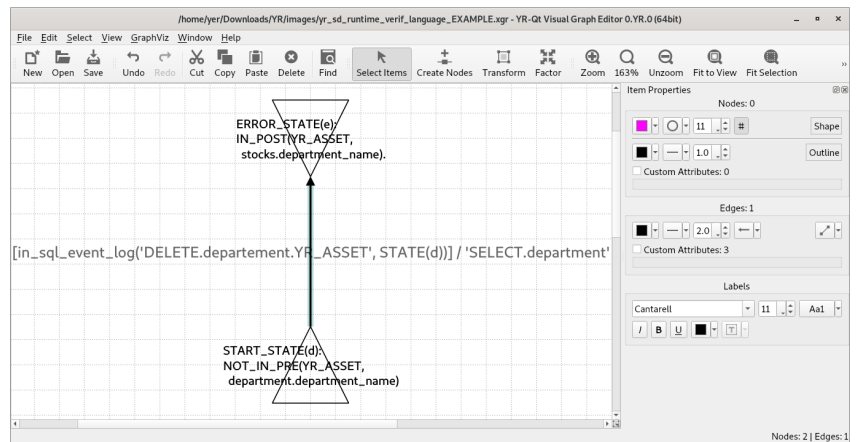 /home/yer/Downloads/YR/images/yr_sd_runtime_verif_language_EXAMPLE.xgr - YR-Qt Visual Graph Editor 0.YR.0 (64bit)
File Edit Select View GraphViz Window Help
New Open Save Undo Redo Cut Copy Paste Delete Find Select Items Create Nodes Transform Factor Zoom 163% Unzoom Fit to View Fit Selection
Item Properties
Nodes: 0
11 # Shape
1.0 Outline
Custom Attributes: 0
Edges: 1
2.0
Custom Attributes: 3
Labels
Cantarell 11 Aa1
I B U T
ERROR_STATE(e):
IN_POST(YR_ASSET,
stocks.department_name).
[in_sql_event_log('DELETE.departement.YR_ASSET', STATE(d))] / 'SELECT.department'
START_STATE(d):
NOT_IN_PRE(YR_ASSET,
department.department_name)
Nodes: 2 | Edges: 1